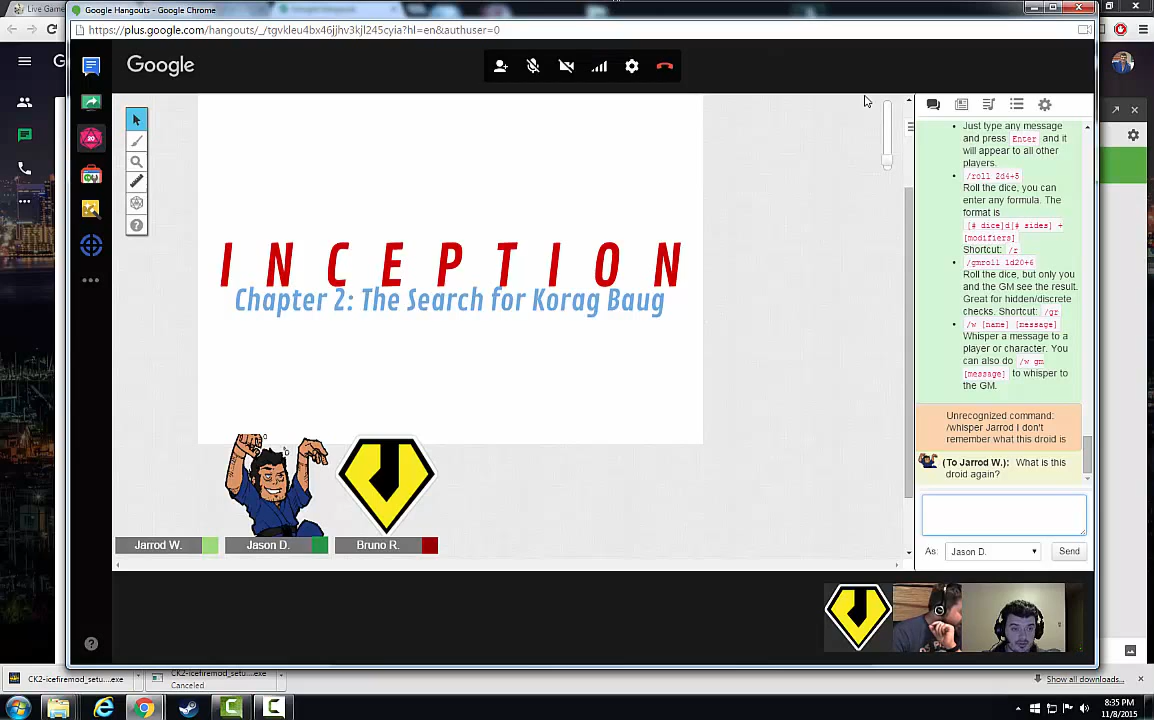 Live Game
Google Hangouts - Google Chrome
https://plus.google.com/hangouts/_/tgvkleu4bx46jjhv3kjl245cyia?hl=en&authuser=0
Google
INCEPTION
Chapter 2: The Search for Korag Baug
Jarrod W.
Jason D.
Bruno R.
Just type any message
and press Enter and it
will appear to all other
players.
/roll 2d4+5
Roll the dice, you can
enter any formula. The
format is
[# dice]d[# sides] +
[modifiers]
Shortcut: /r
/gmroll 1d20+6
Roll the dice, but only you
and the GM see the result.
Great for hidden/discrete
checks. Shortcut: /gr
/w [name] [message]
Whisper a message to a
player or character. You
can also do /w gm
[message] to whisper to
the GM.
Unrecognized command:
/whisper Jarrod I don't
remember what this droid is
(To Jarrod W.): What is this
droid again?
As: Jason D. Send
CK2-icefiremod_setu....exe
CK2-icefiremod_setu....exe
Canceled
Show all downloads...
8:35 PM
11/8/2015